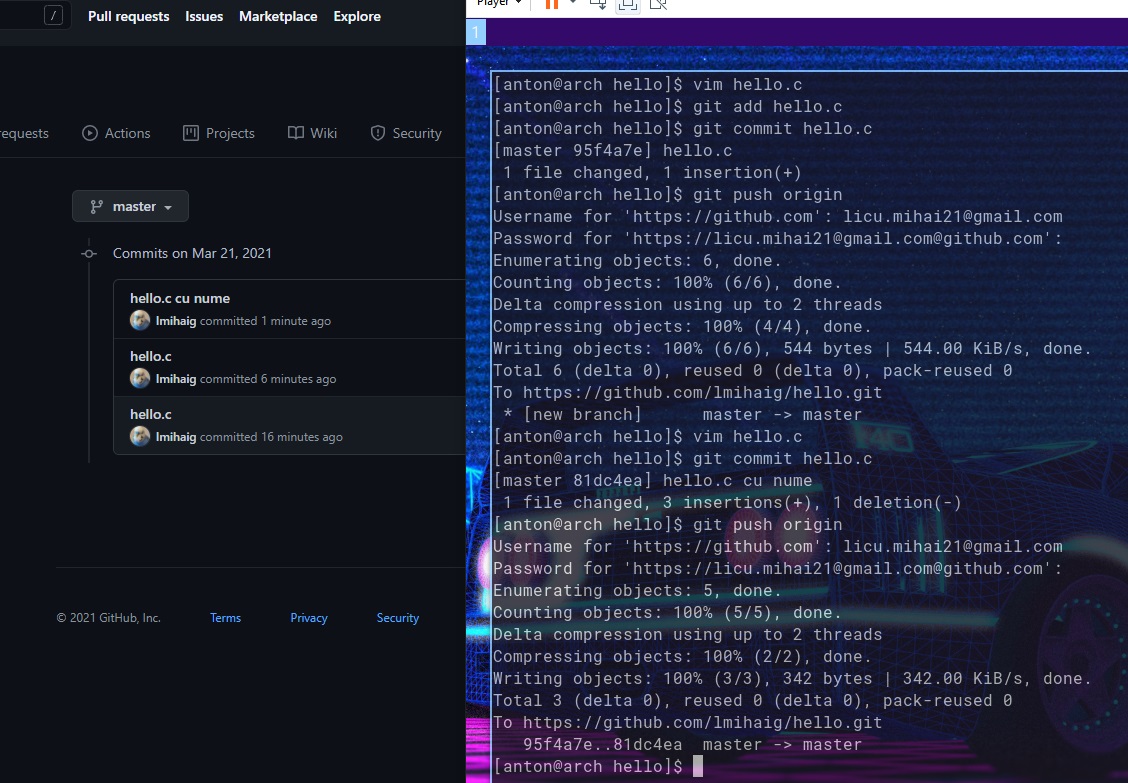 / Pull requests Issues Marketplace Explore
equests Actions Projects Wiki Security
master
Commits on Mar 21, 2021
hello.c cu nume
lmihaig committed 1 minute ago
hello.c
lmihaig committed 6 minutes ago
hello.c
lmihaig committed 16 minutes ago
© 2021 GitHub, Inc. Terms Privacy Security
Player
1
[anton@arch hello]$ vim hello.c
[anton@arch hello]$ git add hello.c
[anton@arch hello]$ git commit hello.c
[master 95f4a7e] hello.c
1 file changed, 1 insertion(+)
[anton@arch hello]$ git push origin
Username for 'https://github.com': licu.mihai21@gmail.com
Password for 'https://licu.mihai21@gmail.com@github.com':
Enumerating objects: 6, done.
Counting objects: 100% (6/6), done.
Delta compression using up to 2 threads
Compressing objects: 100% (4/4), done.
Writing objects: 100% (6/6), 544 bytes | 544.00 KiB/s, done.
Total 6 (delta 0), reused 0 (delta 0), pack-reused 0
To https://github.com/lmihaig/hello.git
* [new branch]      master -> master
[anton@arch hello]$ vim hello.c
[anton@arch hello]$ git commit hello.c
[master 81dc4ea] hello.c cu nume
1 file changed, 3 insertions(+), 1 deletion(-)
[anton@arch hello]$ git push origin
Username for 'https://github.com': licu.mihai21@gmail.com
Password for 'https://licu.mihai21@gmail.com@github.com':
Enumerating objects: 5, done.
Counting objects: 100% (5/5), done.
Delta compression using up to 2 threads
Compressing objects: 100% (2/2), done.
Writing objects: 100% (3/3), 342 bytes | 342.00 KiB/s, done.
Total 3 (delta 0), reused 0 (delta 0), pack-reused 0
To https://github.com/lmihaig/hello.git
95f4a7e..81dc4ea  master -> master
[anton@arch hello]$